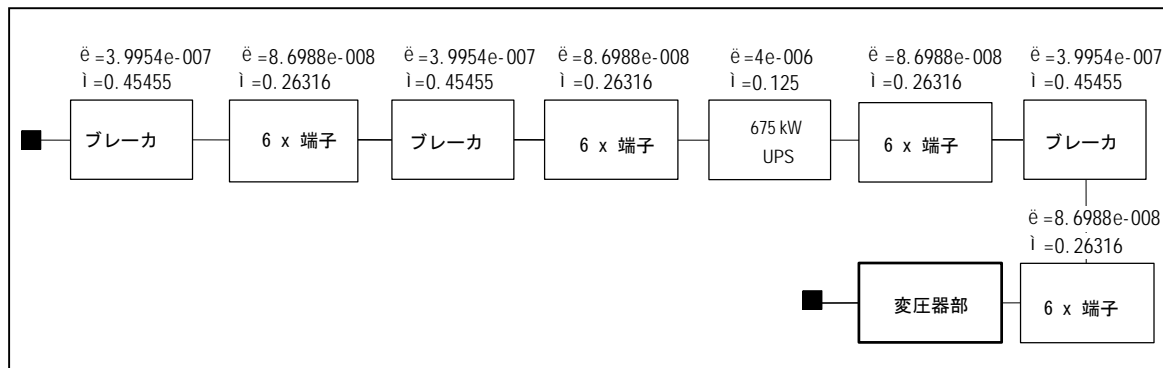 ë=3.9954e-007
ì=0.45455
ブレーカ
ë=8.6988e-008
ì=0.26316
6 x 端子
ë=3.9954e-007
ì=0.45455
ブレーカ
ë=8.6988e-008
ì=0.26316
6 x 端子
ë=4e-006
ì=0.125
675 kW
UPS
ë=8.6988e-008
ì=0.26316
6 x 端子
ë=3.9954e-007
ì=0.45455
ブレーカ
ë=8.6988e-008
ì=0.26316
6 x 端子
変圧器部